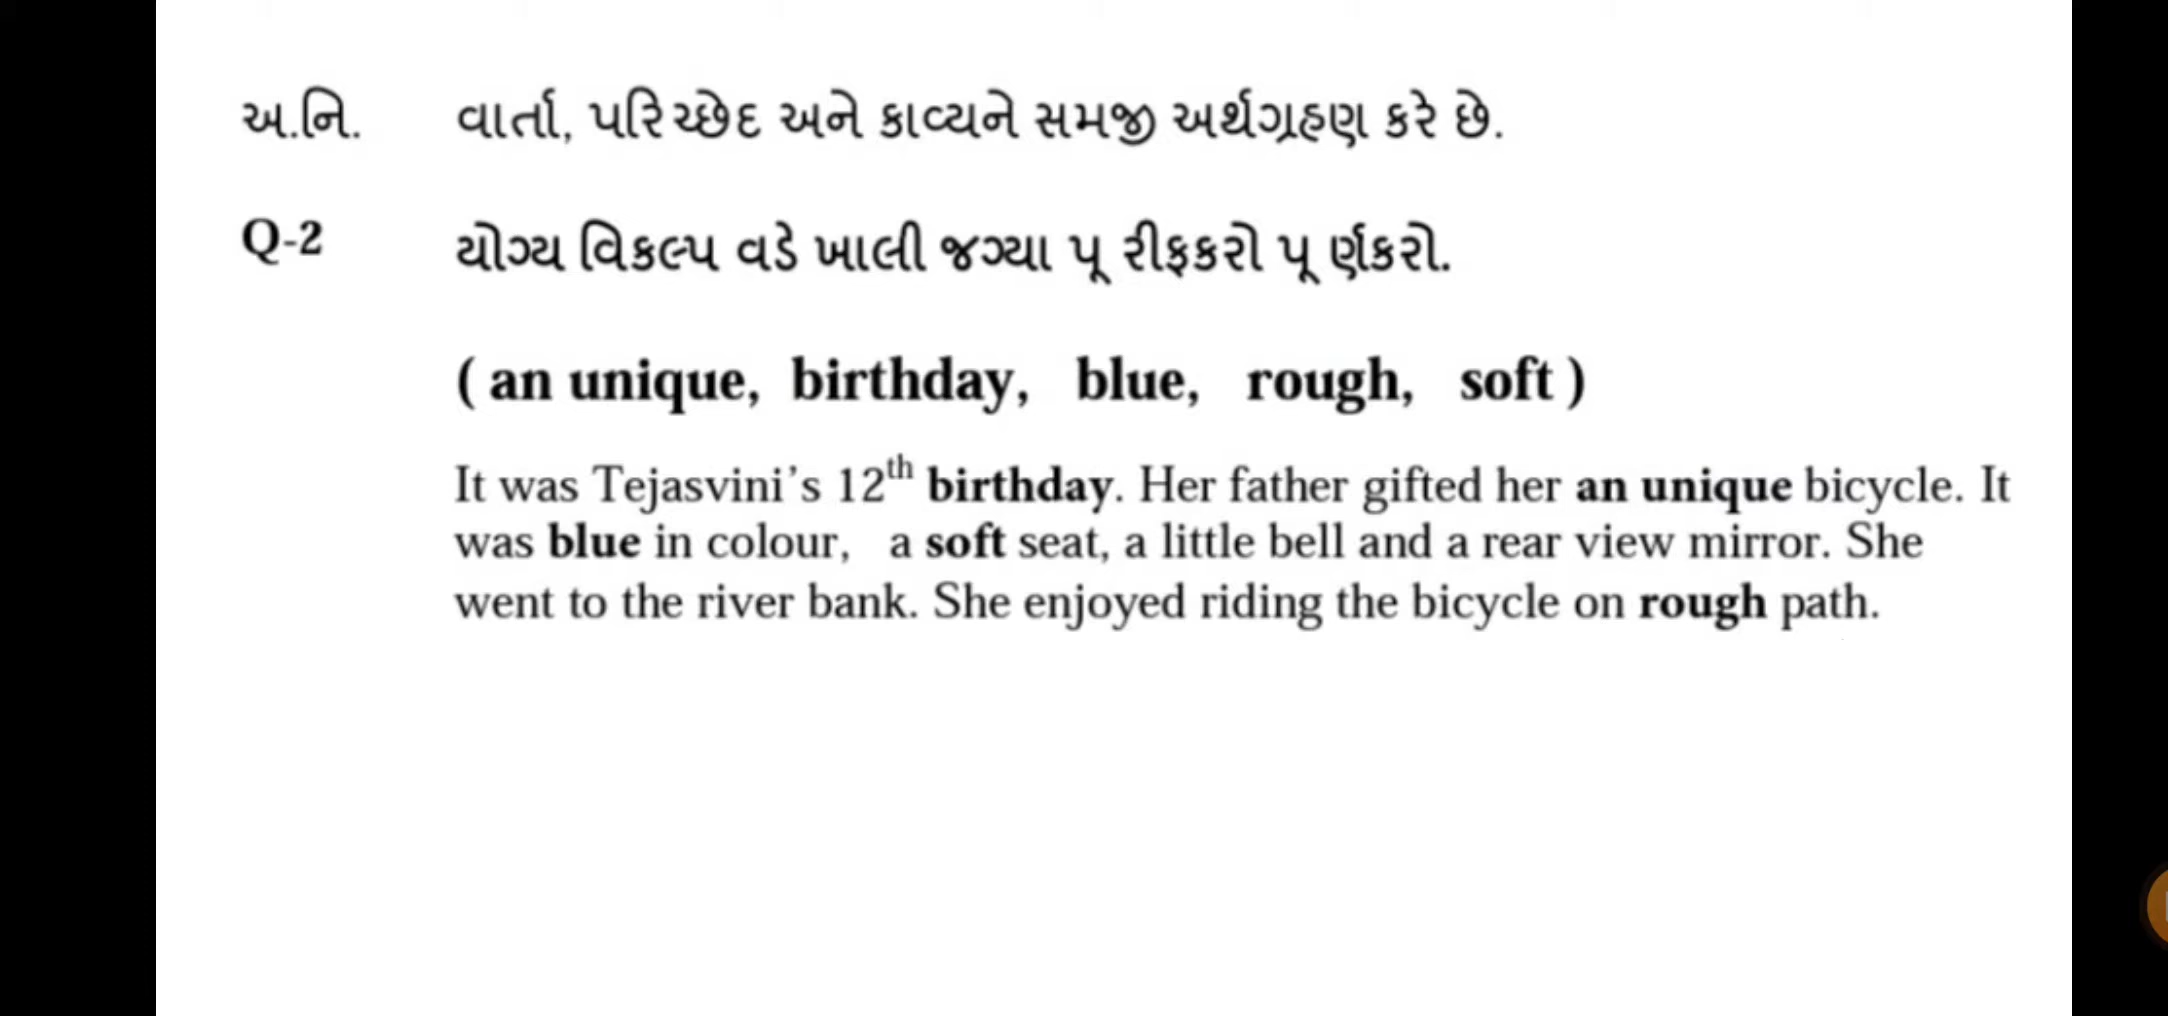 અ.નિ. વાર્તા, પરિચ્છેદ અને કાવ્યને સમજી અર્થગ્રહણ કરે છે.
Q-2 યોગ્ય વિકલ્પ વડે ખાલી જગ્યા પૂ રીફકરો પૂ ર્ણકરો.
( an unique, birthday, blue, rough, soft )
It was Tejasvini’s 12th birthday. Her father gifted her an unique bicycle. It
was blue in colour, a soft seat, a little bell and a rear view mirror. She
went to the river bank. She enjoyed riding the bicycle on rough path.